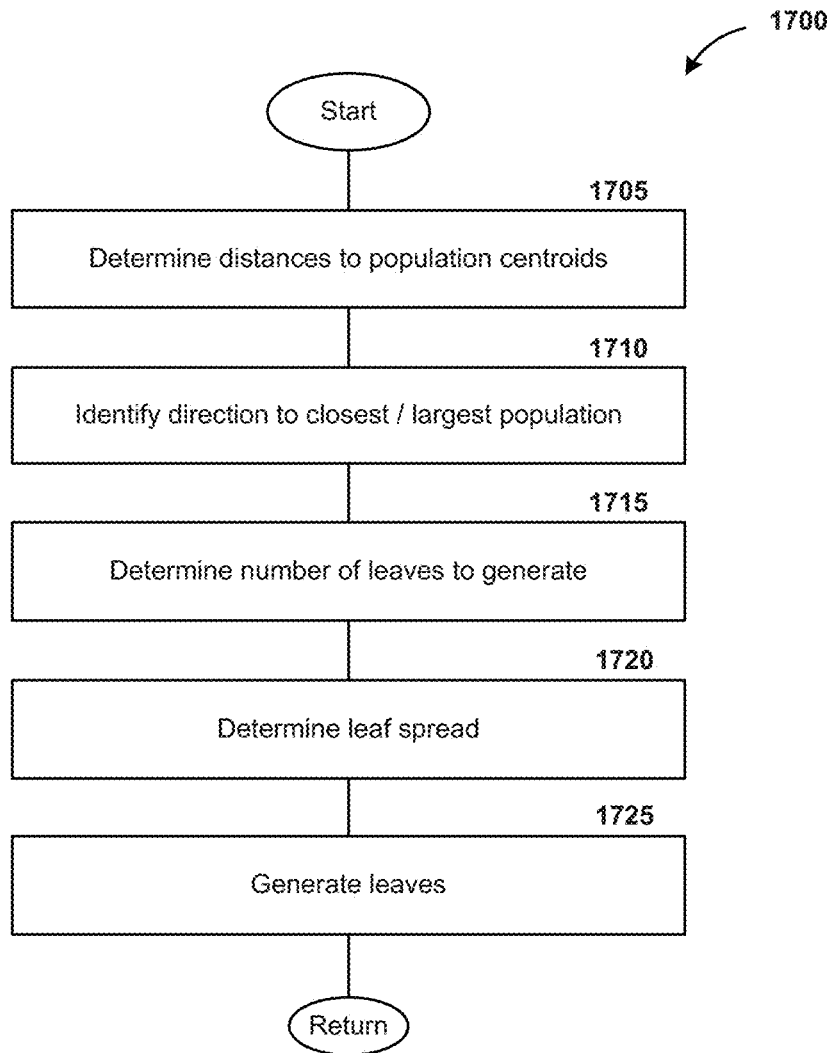 1700
Start
1705
Determine distances to population centroids
1710
Identify direction to closest / largest population
1715
Determine number of leaves to generate
1720
Determine leaf spread
1725
Generate leaves
Return